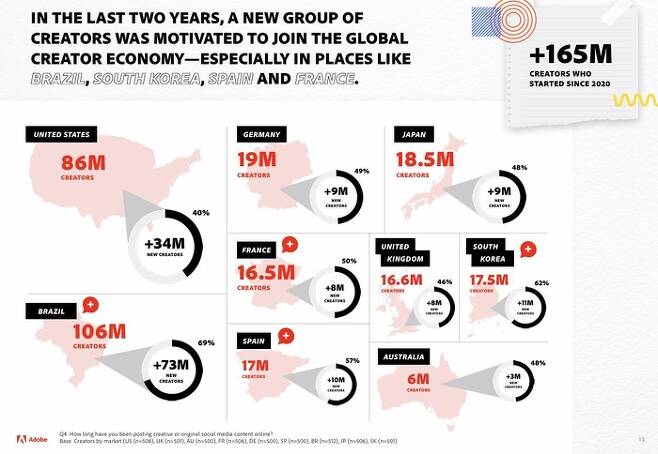 IN THE LAST TWO YEARS, A NEW GROUP OF
CREATORS WAS MOTIVATED TO JOIN THE GLOBAL
CREATOR ECONOMY—ESPECIALLY IN PLACES LIKE
BRAZIL, SOUTH KOREA, SPAIN AND FRANCE.
+165M
CREATORS WHO
STARTED SINCE 2020
UNITED STATES
86M
CREATORS
40%
+34M
NEW CREATORS
GERMANY
19M
CREATORS
49%
+9M
NEW
CREATORS
JAPAN
18.5M
CREATORS
48%
+9M
NEW
CREATORS
FRANCE
+
16.5M
CREATORS
50%
+8M
NEW
CREATORS
UNITED
KINGDOM
16.6M
CREATORS
46%
+8M
NEW
CREATORS
SOUTH
KOREA
+
17.5M
CREATORS
62%
+11M
NEW
CREATORS
BRAZIL
+
106M
CREATORS
69%
+73M
NEW
CREATORS
SPAIN
+
17M
CREATORS
57%
+10M
NEW
CREATORS
AUSTRALIA
6M
CREATORS
48%
+3M
NEW
CREATORS
Adobe
Q4 How long have you been posting creative or original social media content online?
Base Creators by market (US (n=508), UK (n=501), AU (n=500), FR (n=506), DE (n=500), SP (n=500), BR (n=512), JP (n=506), SK (n=501)
15